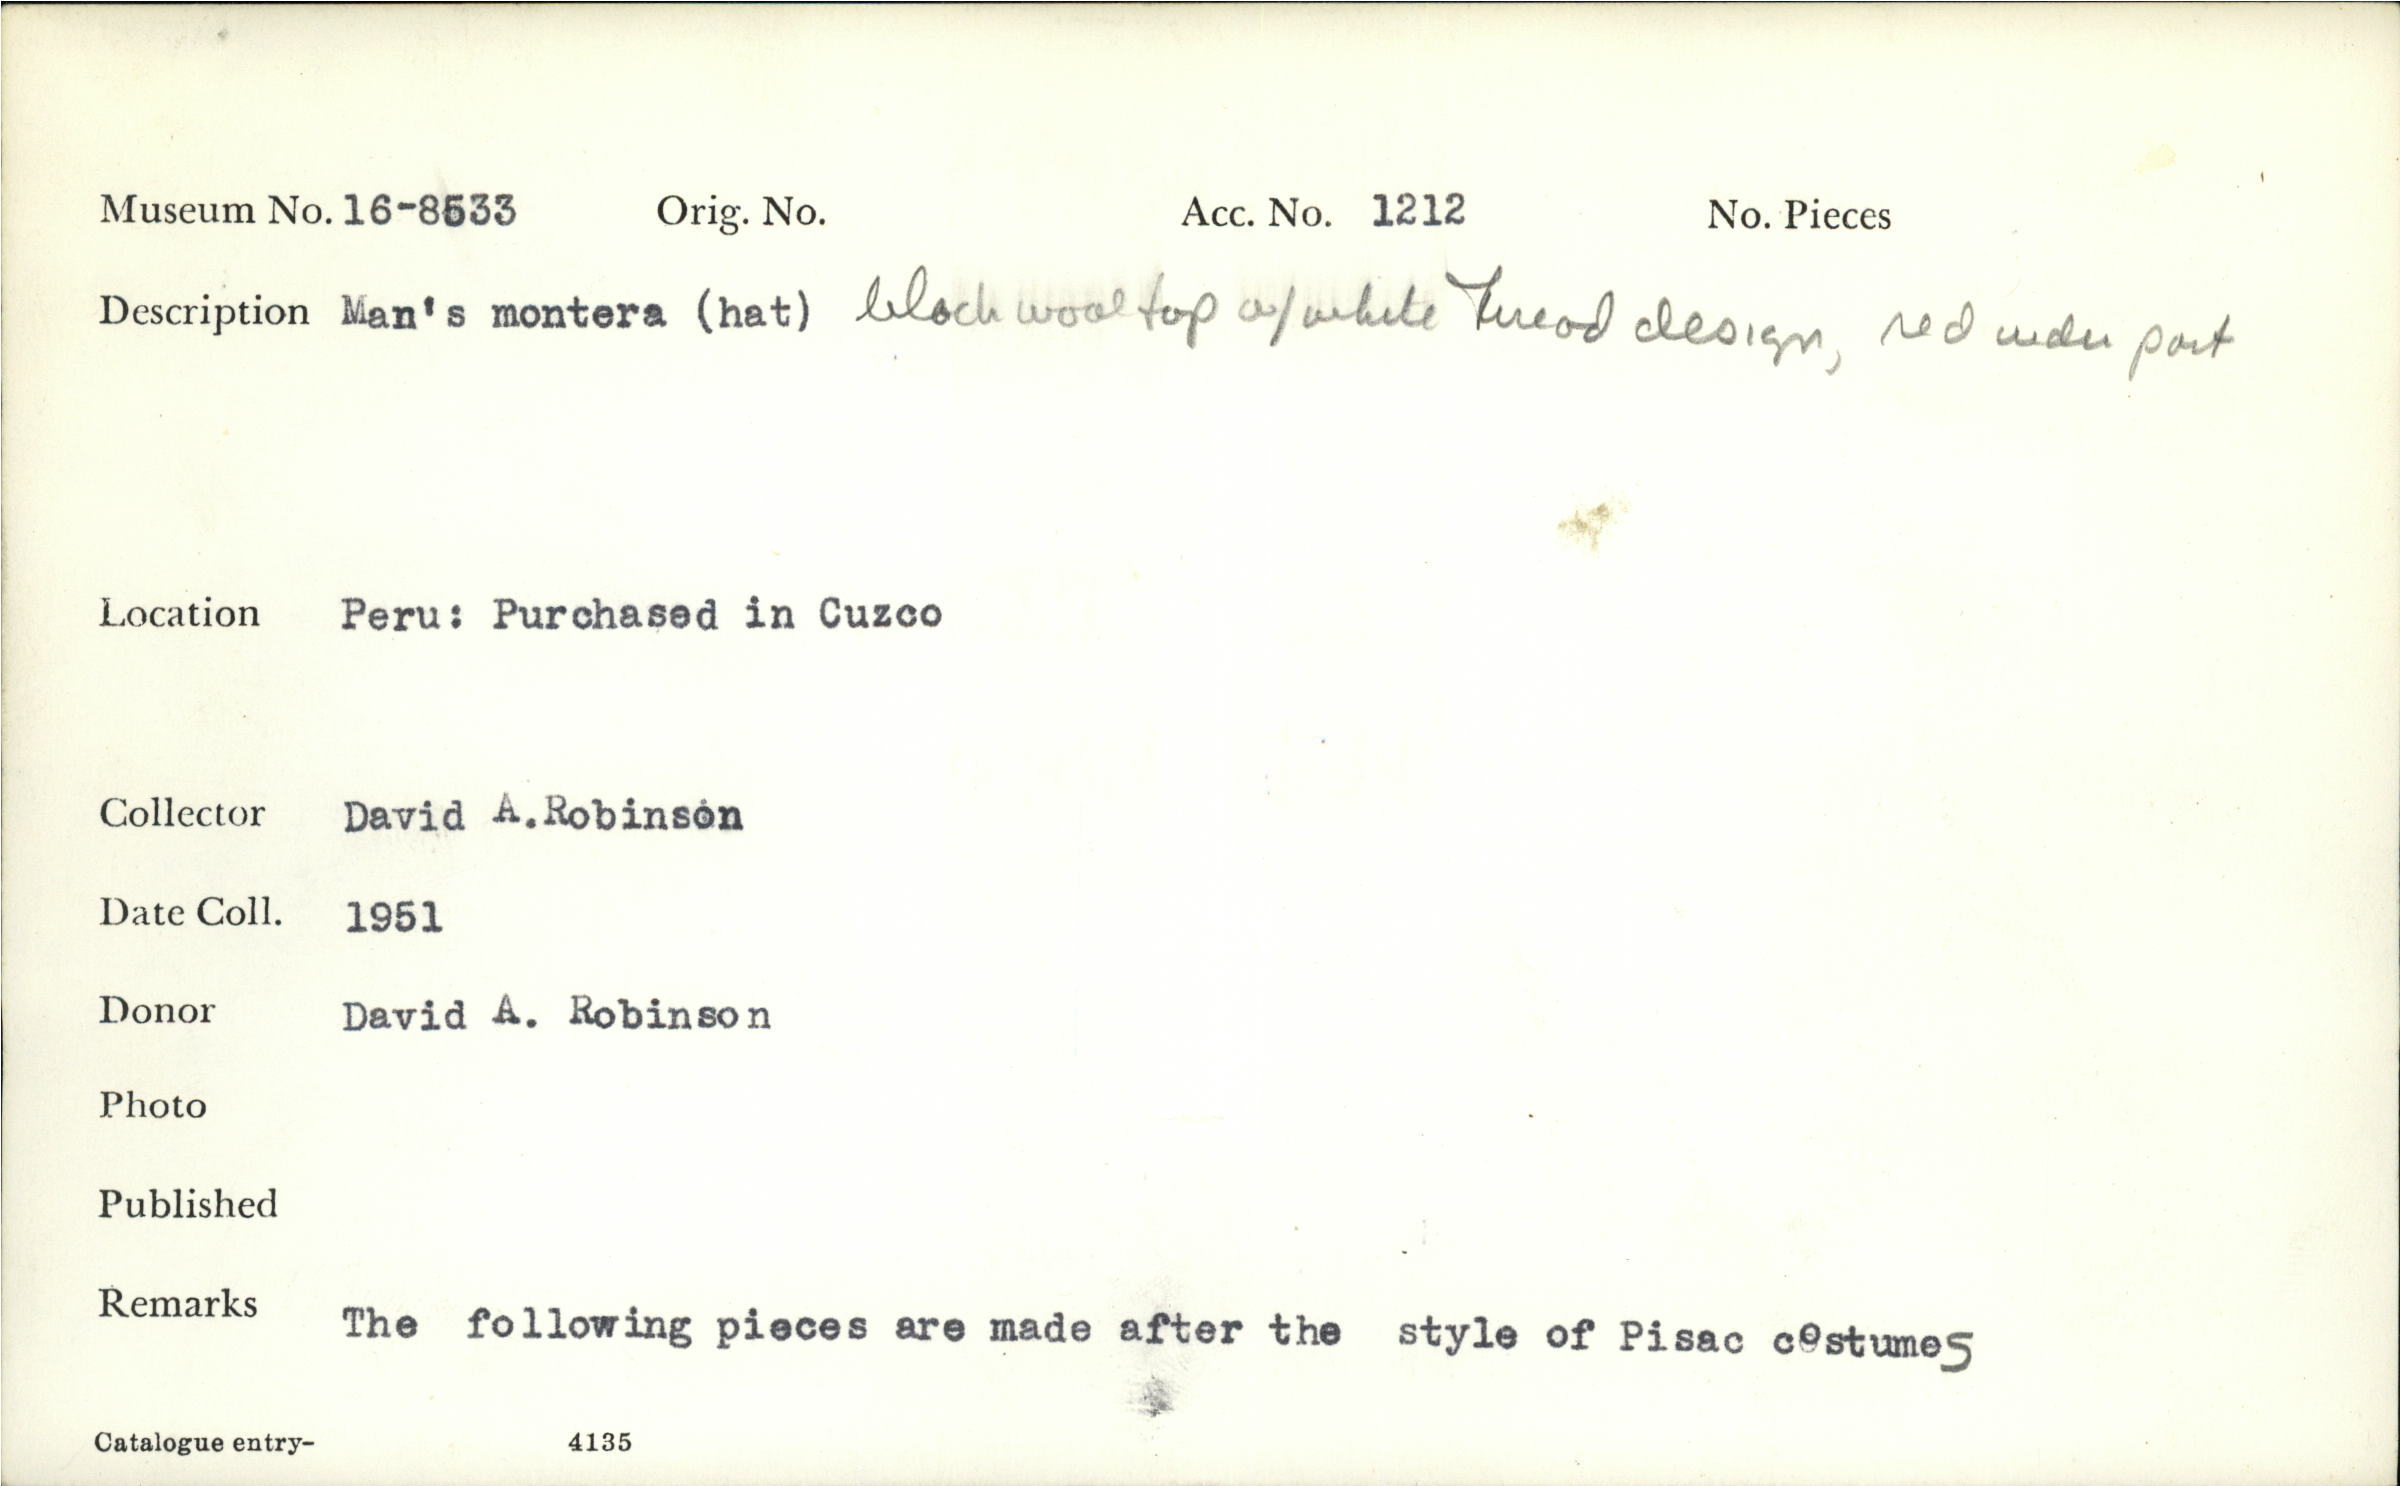 Museum No. 16-8533 Orig. No. Acc. No. 1212 No. Pieces
Description Man's montera (hat) black wool top w/ white thread design, red under part
Location Peru: Purchased in Cuzco
Collector David A.Robinson
Date Coll. 1951
Donor David A. Robinson
Photo
Published
Remarks The following pieces are made after the style of Pisac costumes
Catalogue entry- 4135